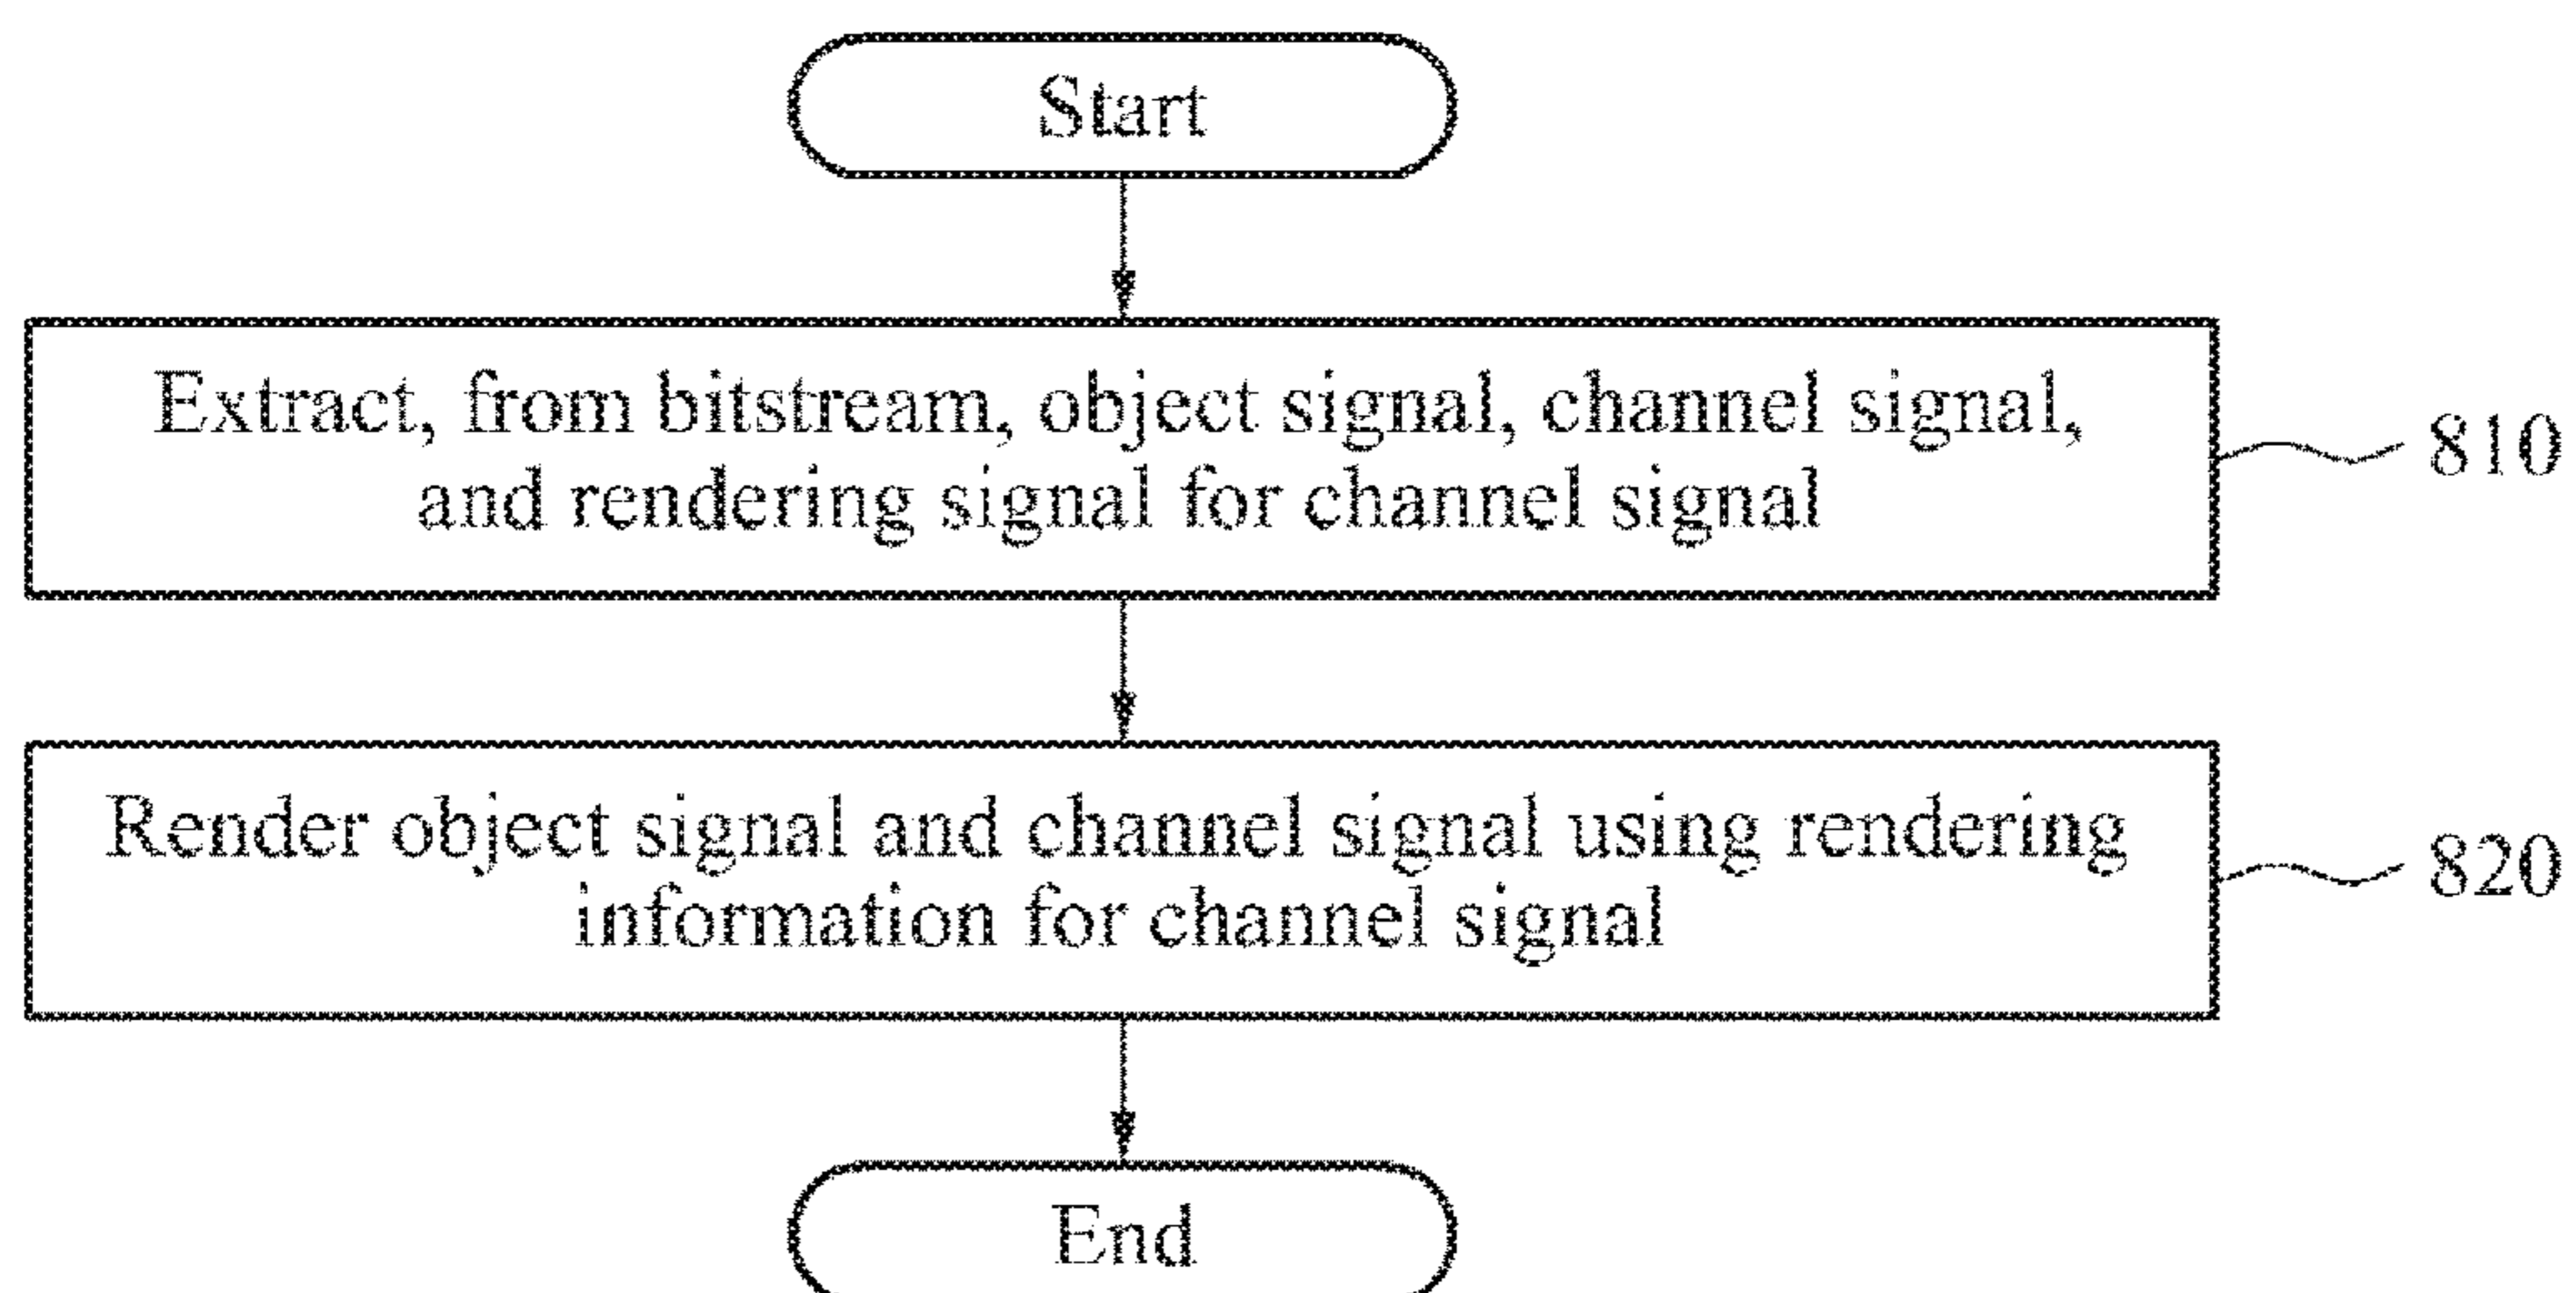 Start
Extract, from bitstream, object signal, channel signal,
and rendering signal for channel signal
810
Render object signal and channel signal using rendering
information for channel signal
820
End